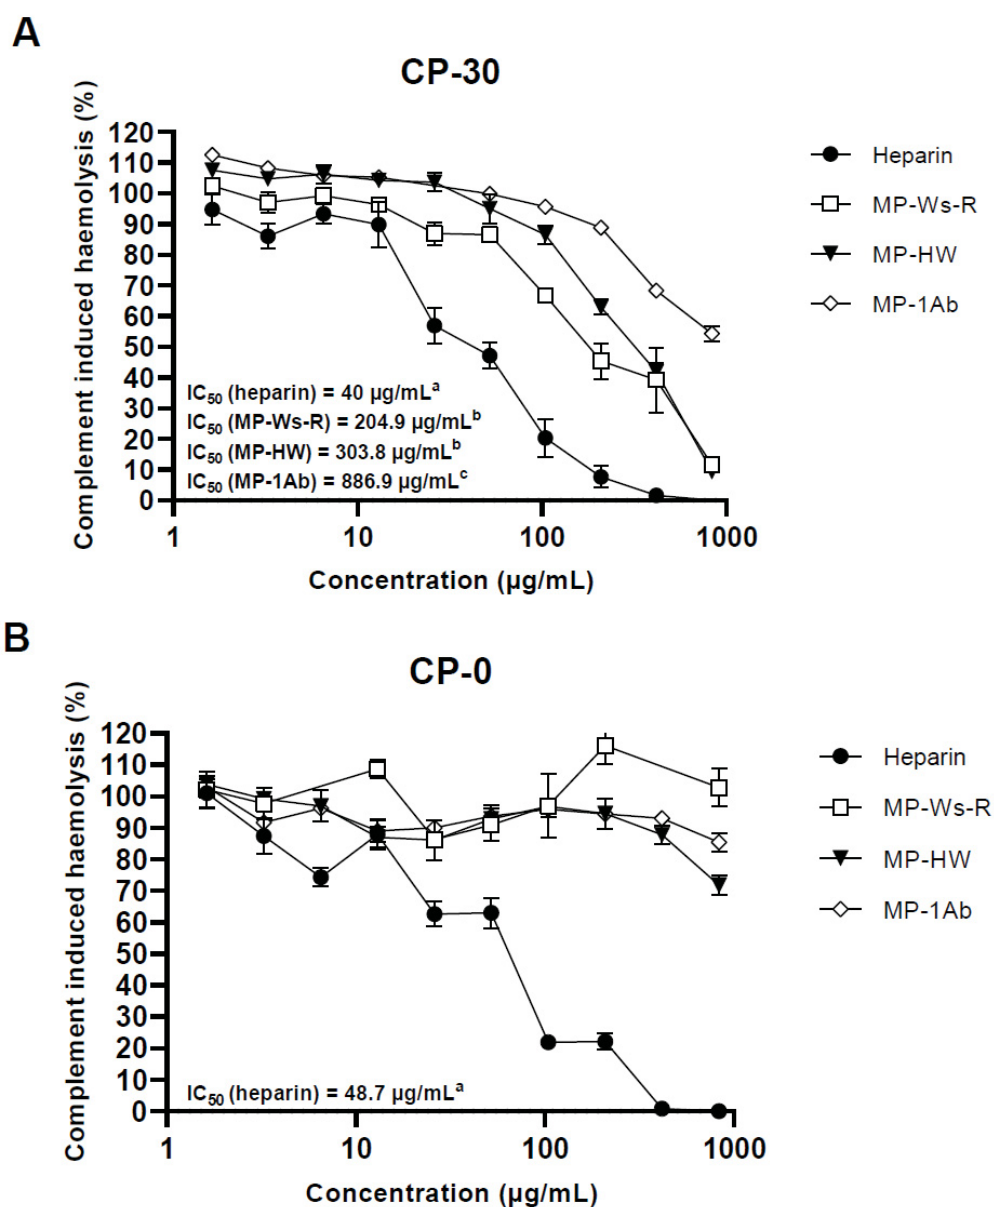 A
CP-30
Complement induced haemolysis (%)
120
110
100
90
80
70
60
50
40
30
20
10
0
IC50 (heparin) = 40 µg/mLa
IC50 (MP-Ws-R) = 204.9 µg/mLb
IC50 (MP-HW) = 303.8 µg/mLb
IC50 (MP-1Ab) = 886.9 µg/mLc
1 10 100 1000
Concentration (µg/mL)
Heparin
MP-Ws-R
MP-HW
MP-1Ab
B
CP-0
Complement induced haemolysis (%)
120
110
100
90
80
70
60
50
40
30
20
10
0
IC50 (heparin) = 48.7 µg/mLa
1 10 100 1000
Concentration (µg/mL)
Heparin
MP-Ws-R
MP-HW
MP-1Ab